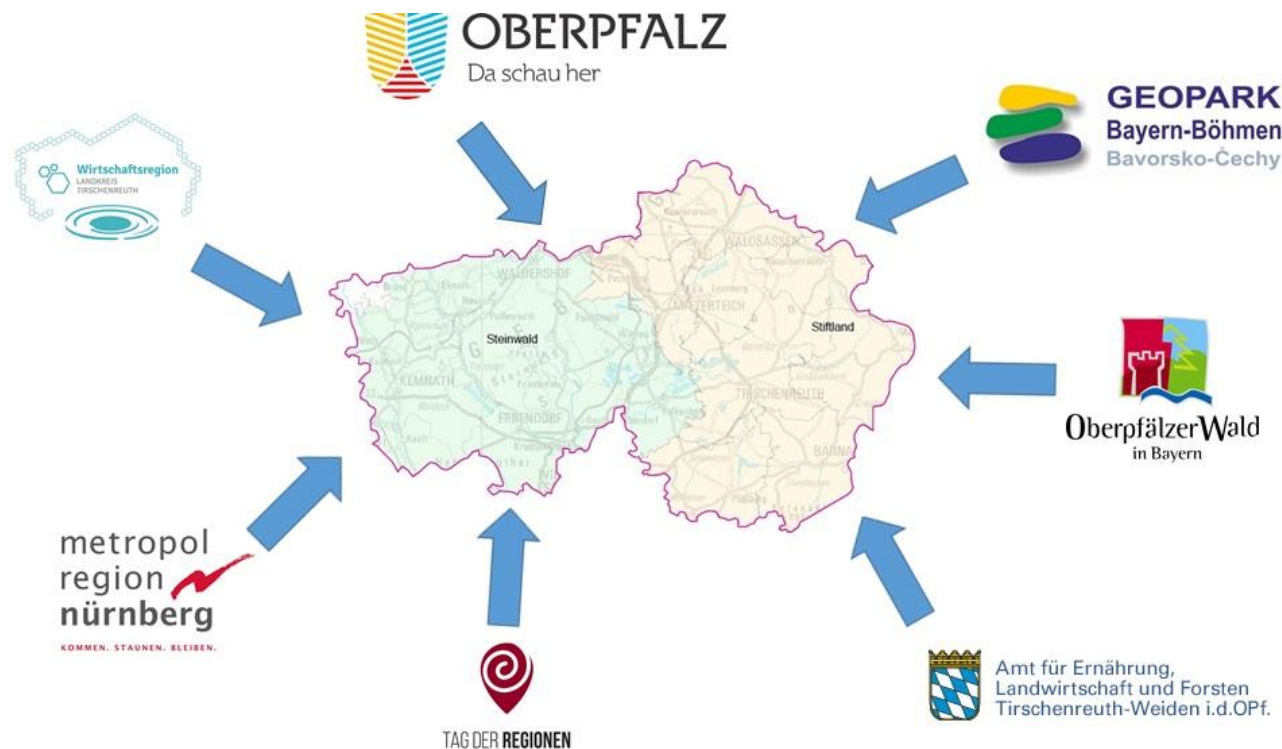 OBERPFALZ
Da schau her
GEOPARK
Bayern-Böhmen
Bavorsko-Čechy
Wirtschaftsregion
LANDKREIS
TIRSCHENREUTH
WALDSASSEN
WALDERSHOF
MITTERTEICH
Steinwald
Stiftland
KEMNATH
TIRSCHENREUTH
ERBENDORF
BÄRNAU
OberpfälzerWald
in Bayern
metropol
region
nürnberg
KOMMEN. STAUNEN. BLEIBEN.
TAG DER REGIONEN
Amt für Ernährung,
Landwirtschaft und Forsten
Tirschenreuth-Weiden i.d.OPf.